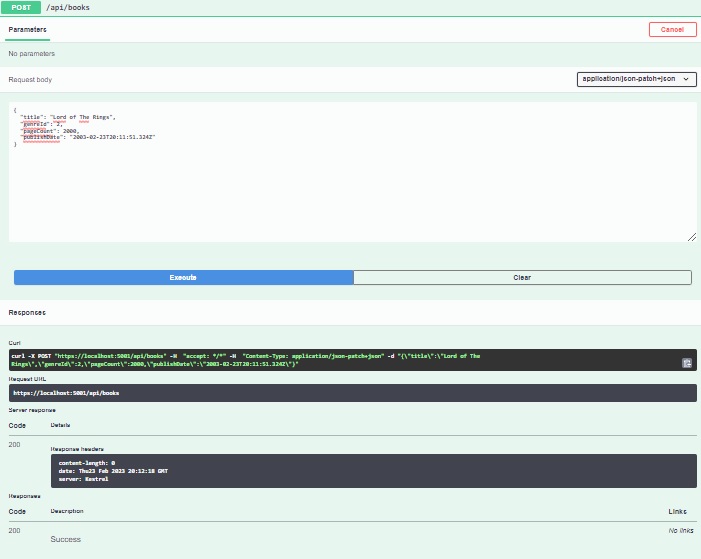 POST /api/books
Parameters Cancel
No parameters
Request body application/json-patch+json
{
"title": "Lord of The Rings",
"genreId": 2,
"pageCount": 2000,
"publishDate": "2003-02-23T20:11:51.324Z"
}
Execute Clear
Responses
Curl
curl -X POST "https://localhost:5001/api/books" -H "accept: */*" -H "Content-Type: application/json-patch+json" -d "{\"title\":\"Lord of The
Rings\",\"genreId\":2,\"pageCount\":2000,\"publishDate\":\"2003-02-23T20:11:51.324Z\"}"
Request URL
https://localhost:5001/api/books
Server response
Code Details
200
Response headers
content-length: 0
date: Thu23 Feb 2023 20:12:18 GMT
server: Kestrel
Responses
Code Description Links
200 No links
Success